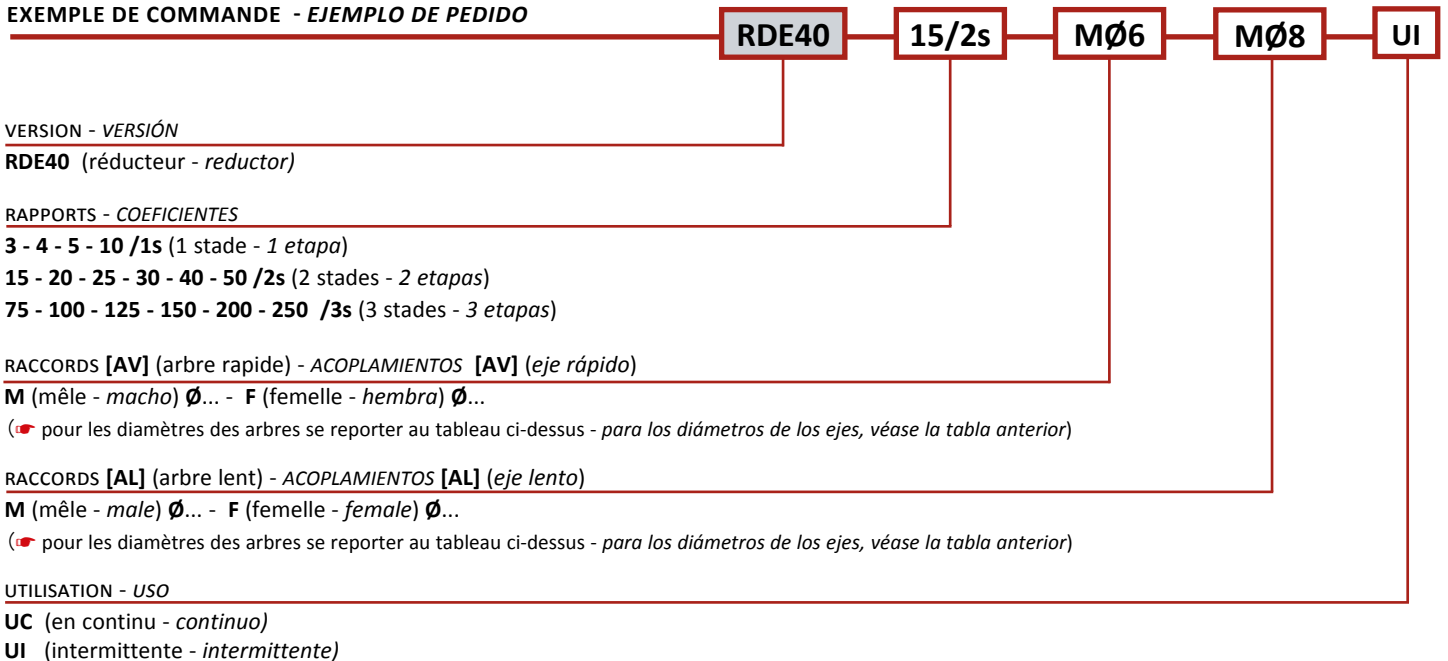 EXEMPLE DE COMMANDE - EJEMPLO DE PEDIDO
RDE40 15/2s MØ6 MØ8 UI
VERSION - VERSIÓN
RDE40 (réducteur - reductor)
RAPPORTS - COEFICIENTES
3 - 4 - 5 - 10 /1s (1 stade - 1 etapa)
15 - 20 - 25 - 30 - 40 - 50 /2s (2 stades - 2 etapas)
75 - 100 - 125 - 150 - 200 - 250 /3s (3 stades - 3 etapas)
RACCORDS [AV] (arbre rapide) - ACOPLAMIENTOS [AV] (eje rápido)
M (mêle - macho) Ø... - F (femelle - hembra) Ø...
(☛ pour les diamètres des arbres se reporter au tableau ci-dessus - para los diámetros de los ejes, véase la tabla anterior)
RACCORDS [AL] (arbre lent) - ACOPLAMIENTOS [AL] (eje lento)
M (mêle - male) Ø... - F (femelle - female) Ø...
(☛ pour les diamètres des arbres se reporter au tableau ci-dessus - para los diámetros de los ejes, véase la tabla anterior)
UTILISATION - USO
UC (en continu - continuo)
UI (intermittente - intermittente)